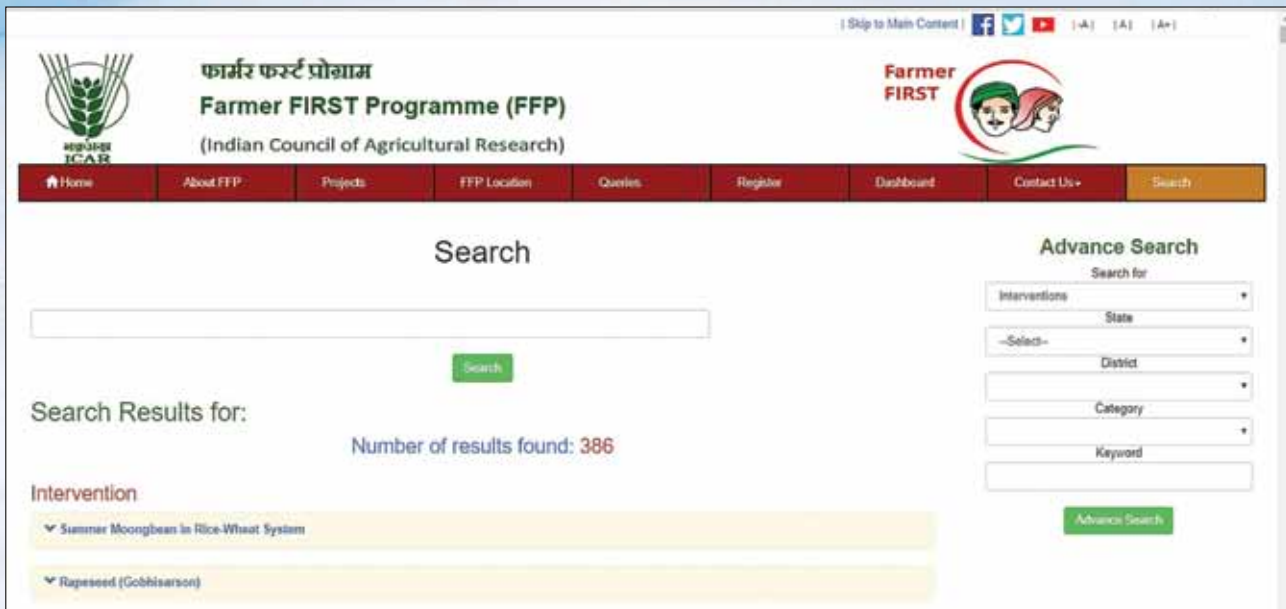 | Skip to Main Content | |-A| |A| |A+|
फार्मर फर्स्ट प्रोग्राम
Farmer FIRST Programme (FFP)
(Indian Council of Agricultural Research)
ICAR
Farmer
FIRST
Home About FFP Projects FFP Location Queries Register Dashboard Contact Us Search
Search
Search
Search Results for:
Number of results found: 386
Intervention
Summer Moongbean in Rice-Wheat System
Rapeseed (Gobhisarson)
Advance Search
Search for
Interventions
State
--Select--
District
Category
Keyword
Advance Search